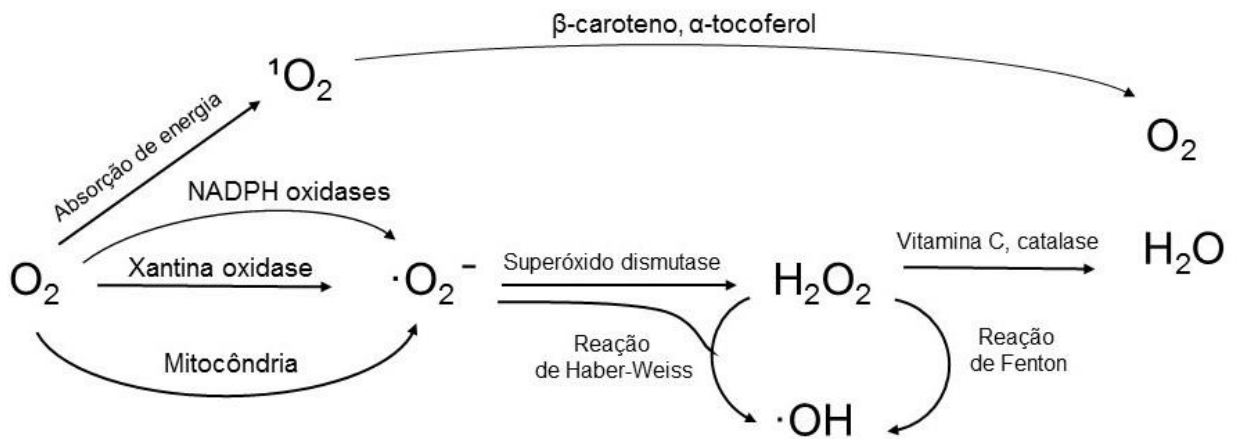 β-caroteno, α-tocoferol
¹O₂
Absorção de energia
O₂
NADPH oxidases
O₂
Xantina oxidase
·O₂⁻
Superóxido dismutase
H₂O₂
Vitamina C, catalase
H₂O
Mitocôndria
Reação
de Haber-Weiss
Reação
de Fenton
·OH